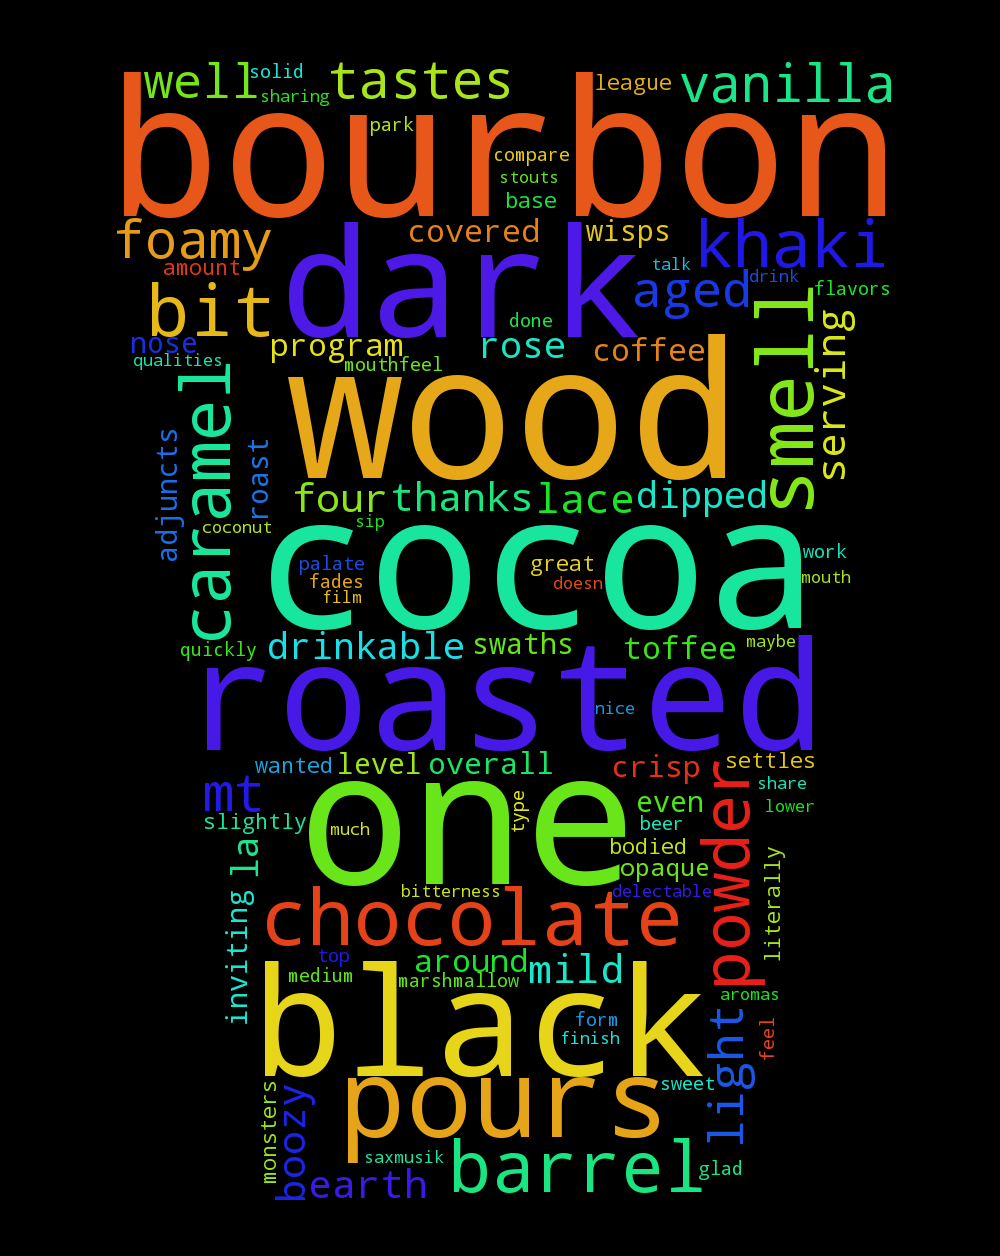 well solid tastes league vanilla
sharing
bourbon
park
compare
stouts
base
foamy covered wisps khaki
amount talk drink
bit dark aged flavors
done
nose program rose coffee smell serving
qualities mouthfeel
caramel wood
adjuncts roast
four thanks lace dipped
coconut sip
cocoa work
palate great mouth
fades doesn
film
quickly drinkable swaths toffee maybe
roasted
nice
wanted level overall crisp settles
mt share
one type even powder lower
slightly much beer
la bodied
opaque literally
inviting bitterness delectable
chocolate
top around mild
medium marshmallow
black aromas
form light feel
finish
pours sweet
monsters boozy
saxmusik barrel glad
earth